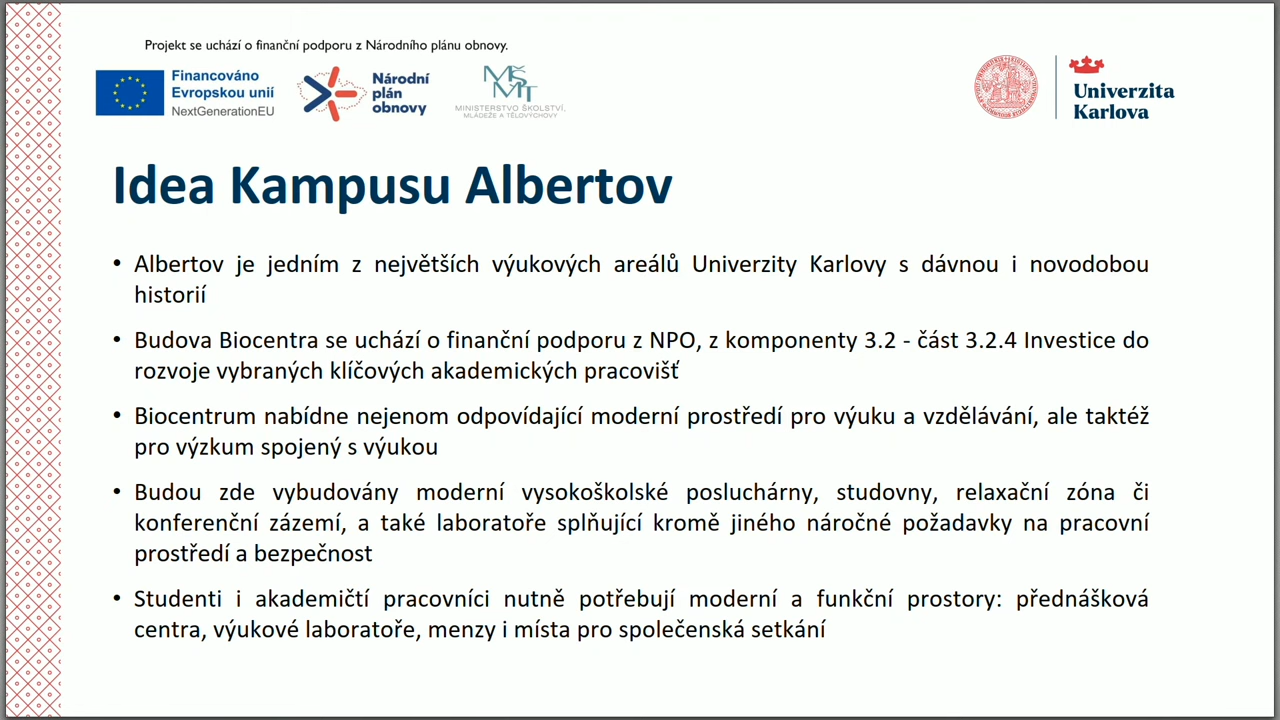 Projekt se uchází o finanční podporu z Národního plánu obnovy.
Financováno
Evropskou unií
NextGenerationEU
Národní
plán
obnovy
MŠMT
MINISTERSTVO ŠKOLSTVÍ,
MLÁDEŽE A TĚLOVÝCHOVY
Univerzita
Karlova
Idea Kampusu Albertov
• Albertov je jedním z největších výukových areálů Univerzity Karlovy s dávnou i novodobou
historií
• Budova Biocentra se uchází o finanční podporu z NPO, z komponenty 3.2 - část 3.2.4 Investice do
rozvoje vybraných klíčových akademických pracovišť
• Biocentrum nabídne nejenom odpovídající moderní prostředí pro výuku a vzdělávání, ale taktéž
pro výzkum spojený s výukou
• Budou zde vybudovány moderní vysokoškolské posluchárny, studovny, relaxační zóna či
konferenční zázemí, a také laboratoře splňující kromě jiného náročné požadavky na pracovní
prostředí a bezpečnost
• Studenti i akademičtí pracovníci nutně potřebují moderní a funkční prostory: přednášková
centra, výukové laboratoře, menzy i místa pro společenská setkání